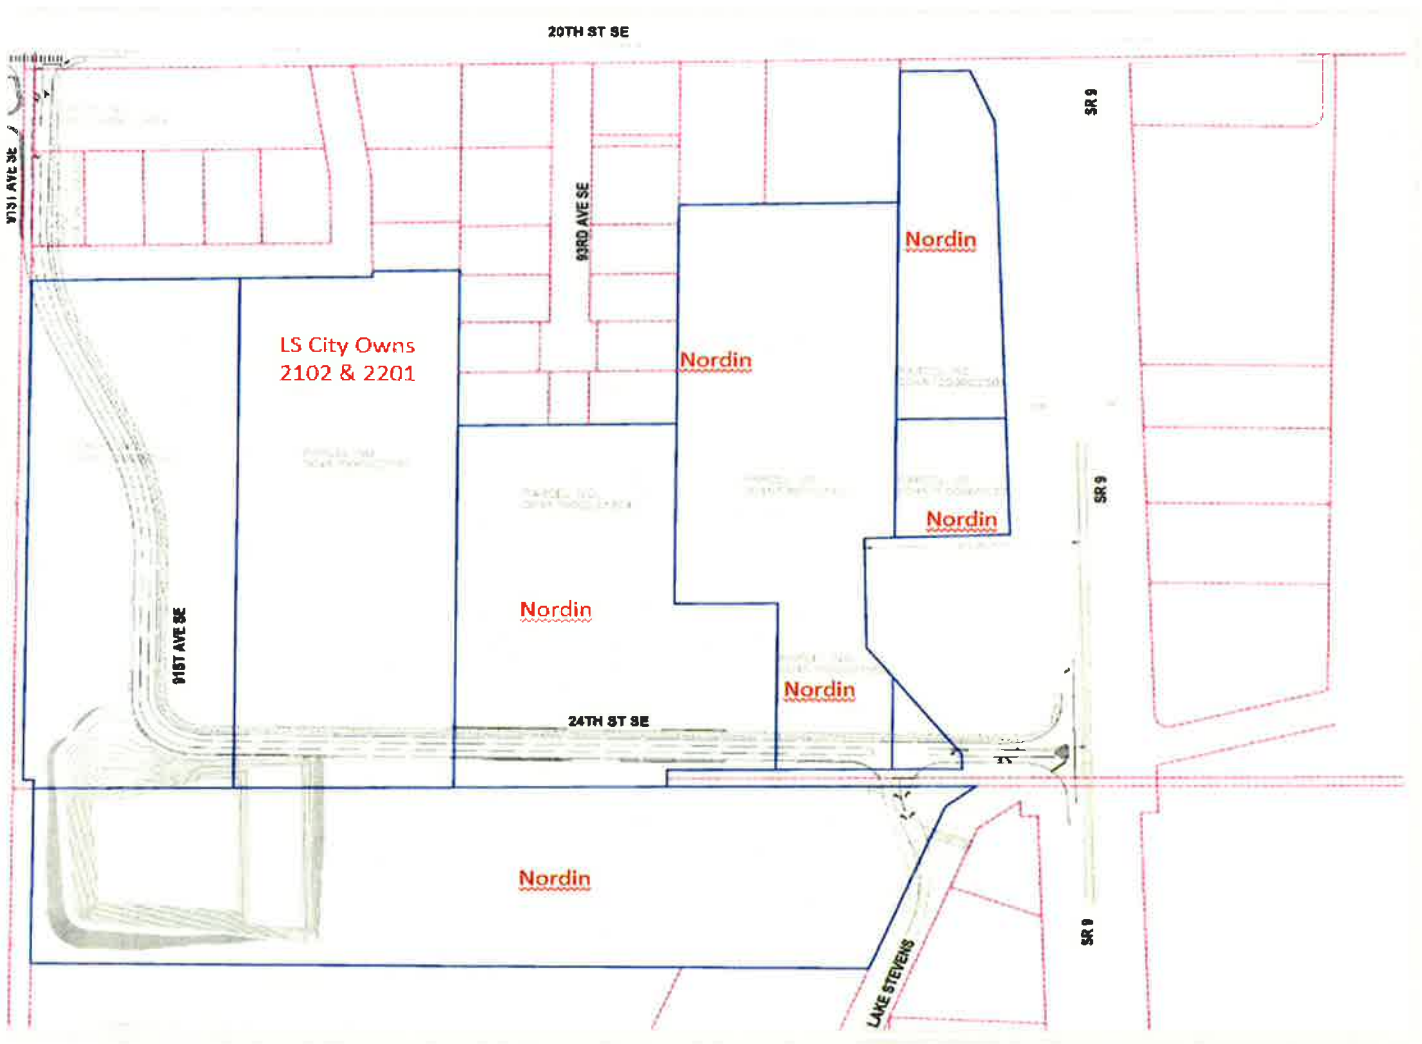 20TH ST SE
SR 9
91ST AVE SE
93RD AVE SE
Nordin
LS City Owns
2102 & 2201
Nordin
SR 9
Nordin
Nordin
91ST AVE SE
Nordin
24TH ST SE
Nordin
SR 9
LAKE STEVENS